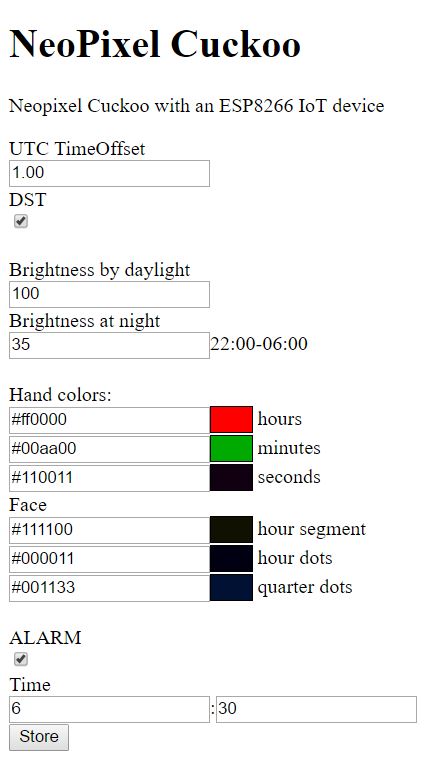 NeoPixel Cuckoo
Neopixel Cuckoo with an ESP8266 IoT device
UTC TimeOffset
1.00
DST
Brightness by daylight
100
Brightness at night
35 22:00-06:00
Hand colors:
#ff0000 hours
#00aa00 minutes
#110011 seconds
Face
#111100 hour segment
#000011 hour dots
#001133 quarter dots
ALARM
Time
6 : 30
Store